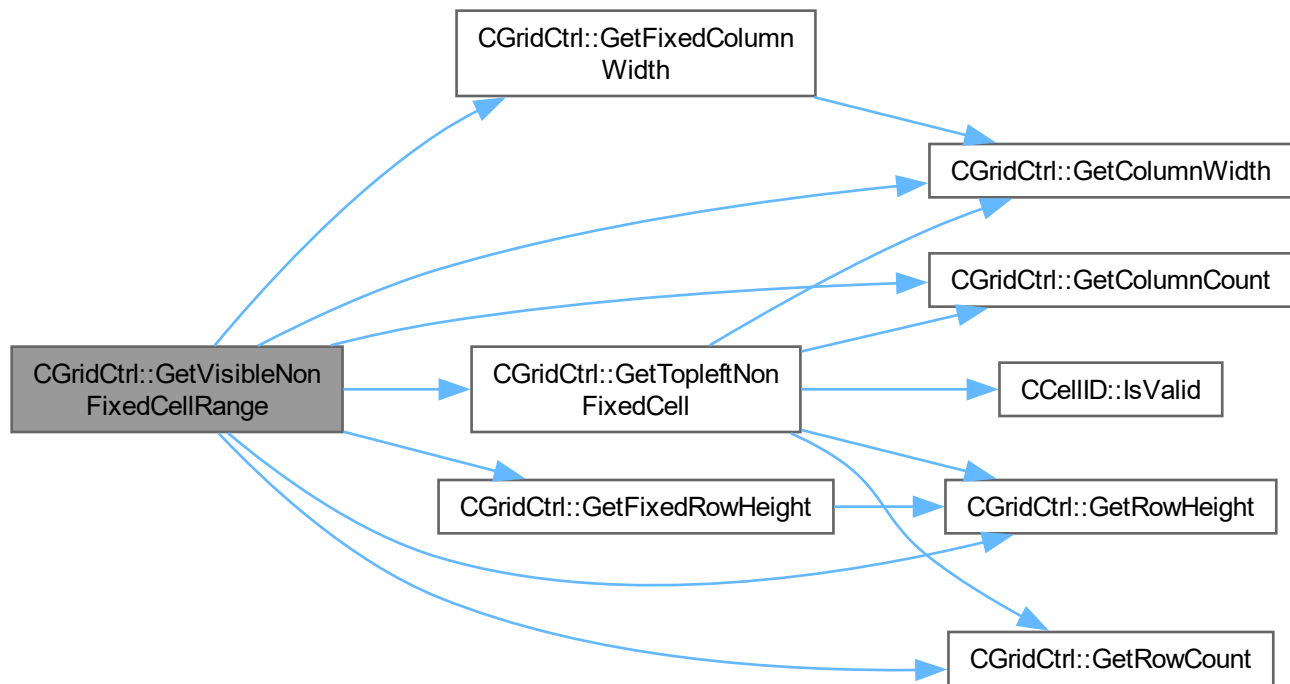 CGridCtrl::GetFixedColumn
Width
CGridCtrl::GetColumnWidth
CGridCtrl::GetColumnCount
CGridCtrl::GetVisibleNon
FixedCellRange
CGridCtrl::GetTopleftNon
FixedCell
CCellID::IsValid
CGridCtrl::GetFixedRowHeight
CGridCtrl::GetRowHeight
CGridCtrl::GetRowCount